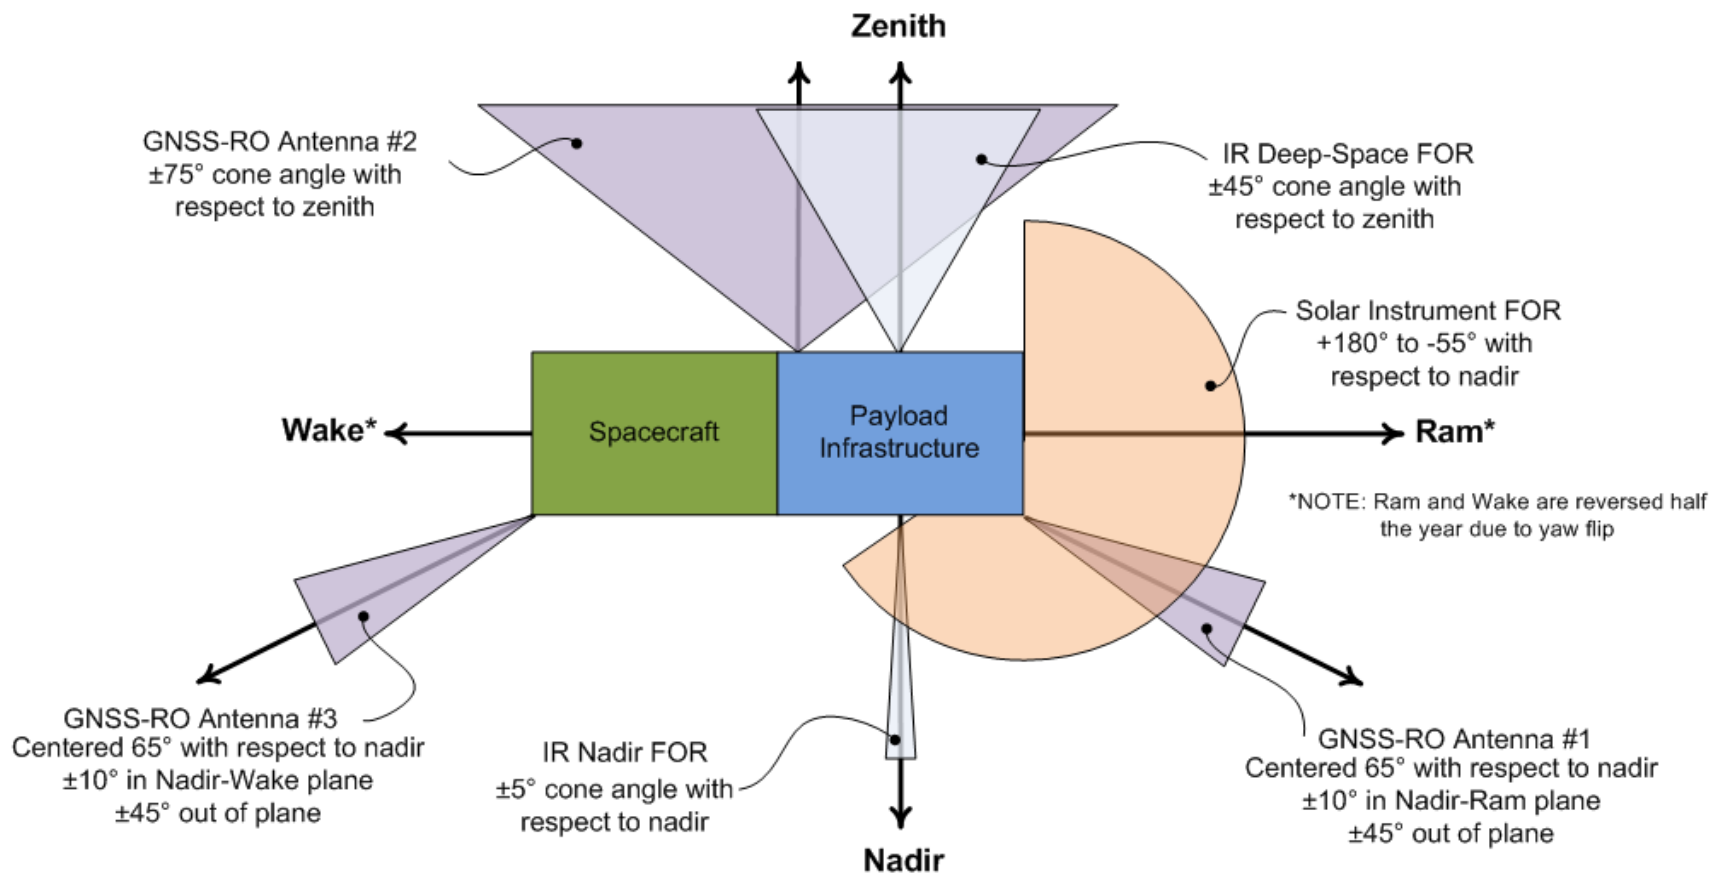 Zenith
GNSS-RO Antenna #2
±75° cone angle with
respect to zenith
IR Deep-Space FOR
±45° cone angle with
respect to zenith
Solar Instrument FOR
+180° to -55° with
respect to nadir
Wake*
Spacecraft
Payload
Infrastructure
Ram*
*NOTE: Ram and Wake are reversed half
the year due to yaw flip
GNSS-RO Antenna #3
Centered 65° with respect to nadir
±10° in Nadir-Wake plane
±45° out of plane
IR Nadir FOR
±5° cone angle with
respect to nadir
GNSS-RO Antenna #1
Centered 65° with respect to nadir
±10° in Nadir-Ram plane
±45° out of plane
Nadir